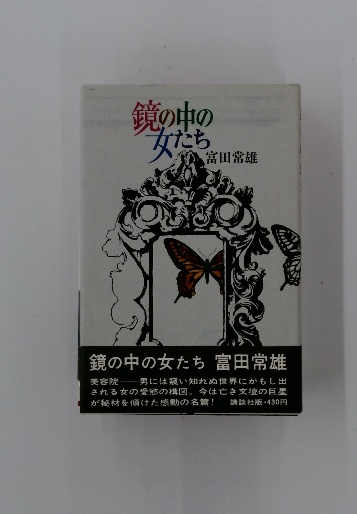 鏡の中の
女たち
富田常雄
鏡の中の女たち 富田常雄
美容院――男には窺い知れぬ世界にかもし出
される女の愛慾の構図。今は亡き文壇の巨星
が秘材を傾けた感動の名篇! 講談社版・430円